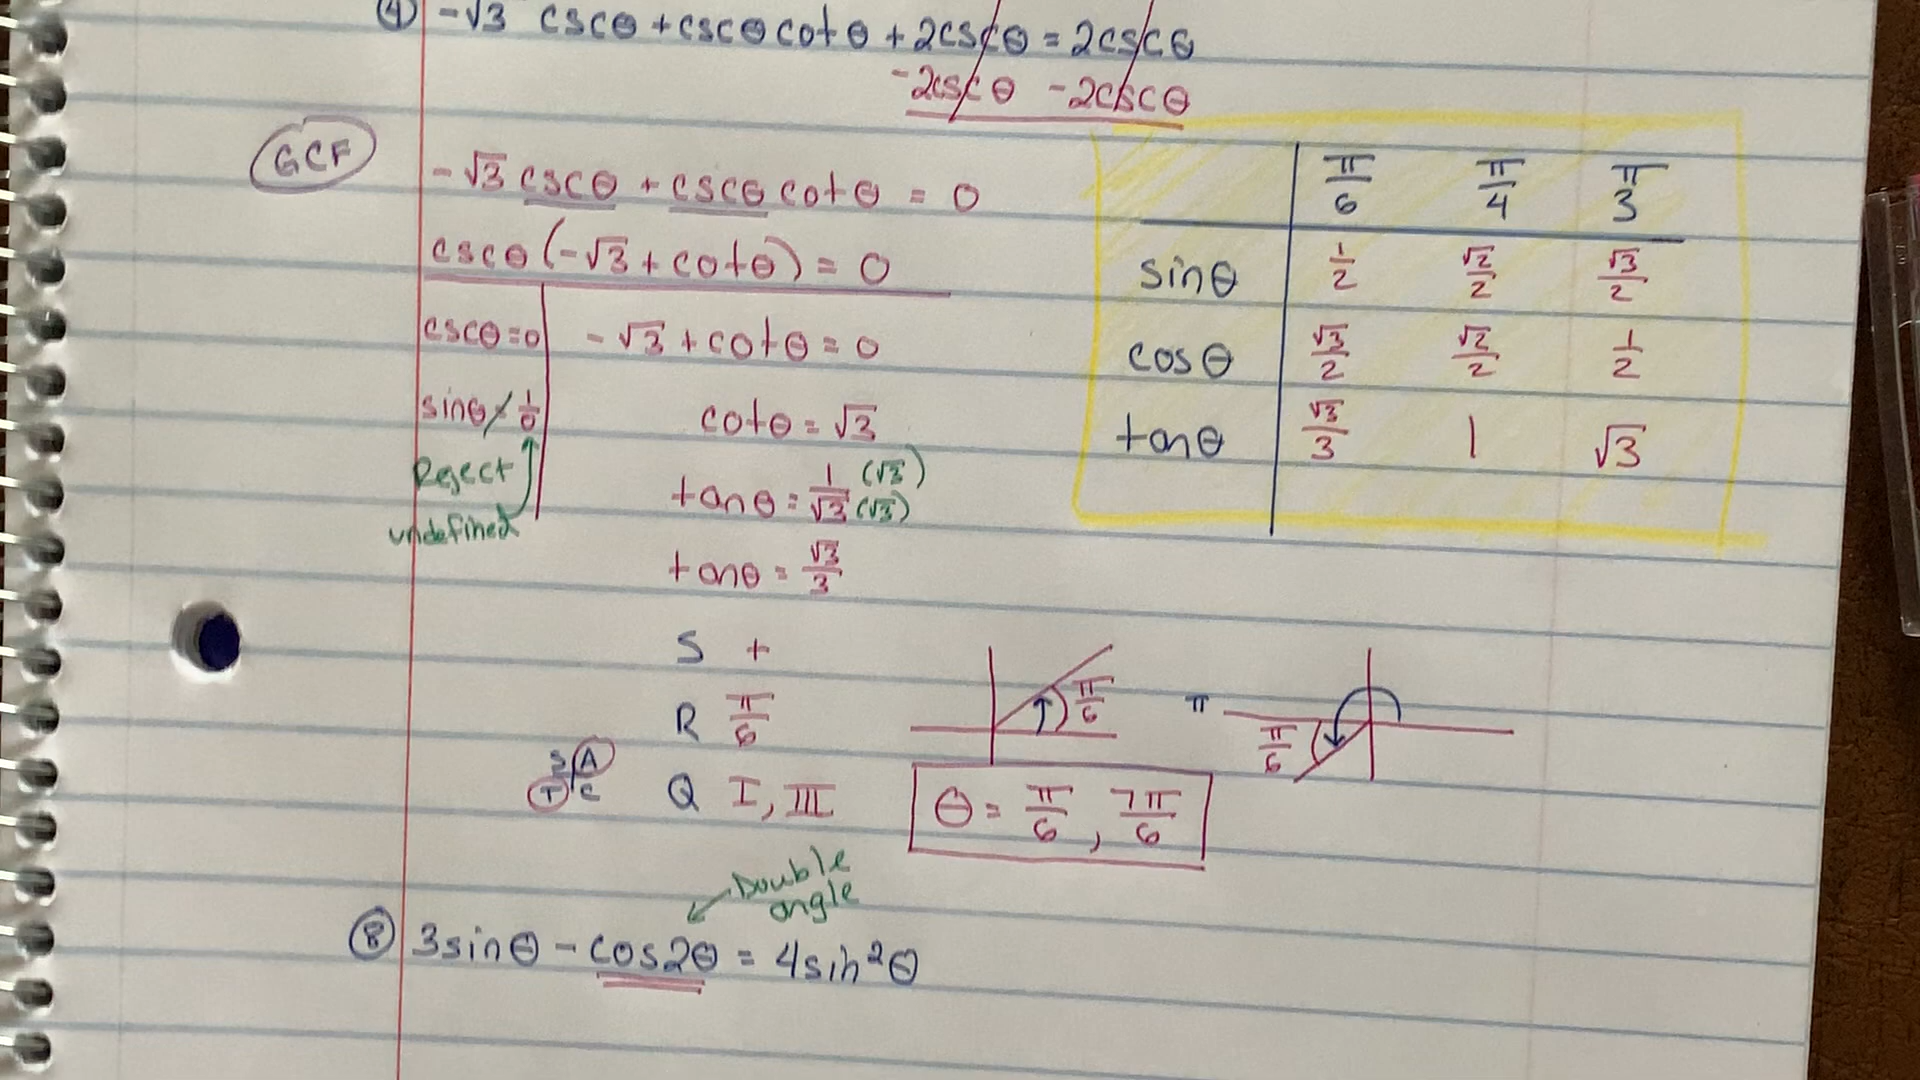 ④ -√3 cscθ + cscθ cotθ + 2cscθ = 2cscθ
-2cscθ -2cscθ
GCF
-√3 cscθ + cscθ cotθ = 0
cscθ(-√3 + cotθ) = 0
cscθ=0
-√3 + cotθ = 0
sinθ ≠ 1/0
Reject
undefined
cotθ = √3
tanθ = 1/√3 (√3)/(√3)
tanθ = √3/3
π/6 π/4 π/3
sinθ 1/2 √2/2 √3/2
cosθ √3/2 √2/2 1/2
tanθ √3/3 1 √3
S +
R π/6
Q I, III
S A
T C
π/6
π
π/6
θ = π/6, 7π/6
Double
angle
⑧ 3sinθ - cos2θ = 4sin²θ